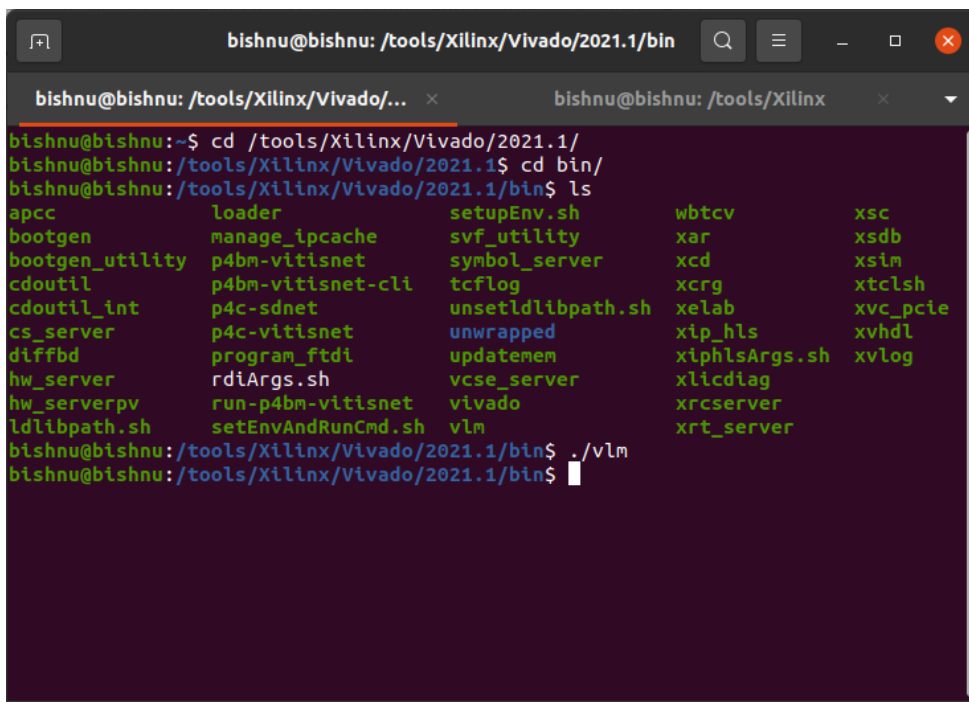 bishnu@bishnu: /tools/Xilinx/Vivado/2021.1/bin
bishnu@bishnu: /tools/Xilinx/Vivado/... bishnu@bishnu: /tools/Xilinx
bishnu@bishnu:~$ cd /tools/Xilinx/Vivado/2021.1/
bishnu@bishnu:/tools/Xilinx/Vivado/2021.1$ cd bin/
bishnu@bishnu:/tools/Xilinx/Vivado/2021.1/bin$ ls
apcc loader setupEnv.sh wbtcv xsc
bootgen manage_ipcache svf_utility xar xsdb
bootgen_utility p4bm-vitisnet symbol_server xcd xsim
cdoutil p4bm-vitisnet-cli tcflog xcrg xtclsh
cdoutil_int p4c-sdnet unsetldlibpath.sh xelab xvc_pcie
cs_server p4c-vitisnet unwrapped xip_hls xvhdl
diffbd program_ftdi updatemem xiphlsArgs.sh xvlog
hw_server rdiArgs.sh vcse_server xlicdiag
hw_serverpv run-p4bm-vitisnet vivado xrcserver
ldlibpath.sh setEnvAndRunCmd.sh vlm xrt_server
bishnu@bishnu:/tools/Xilinx/Vivado/2021.1/bin$ ./vlm
bishnu@bishnu:/tools/Xilinx/Vivado/2021.1/bin$